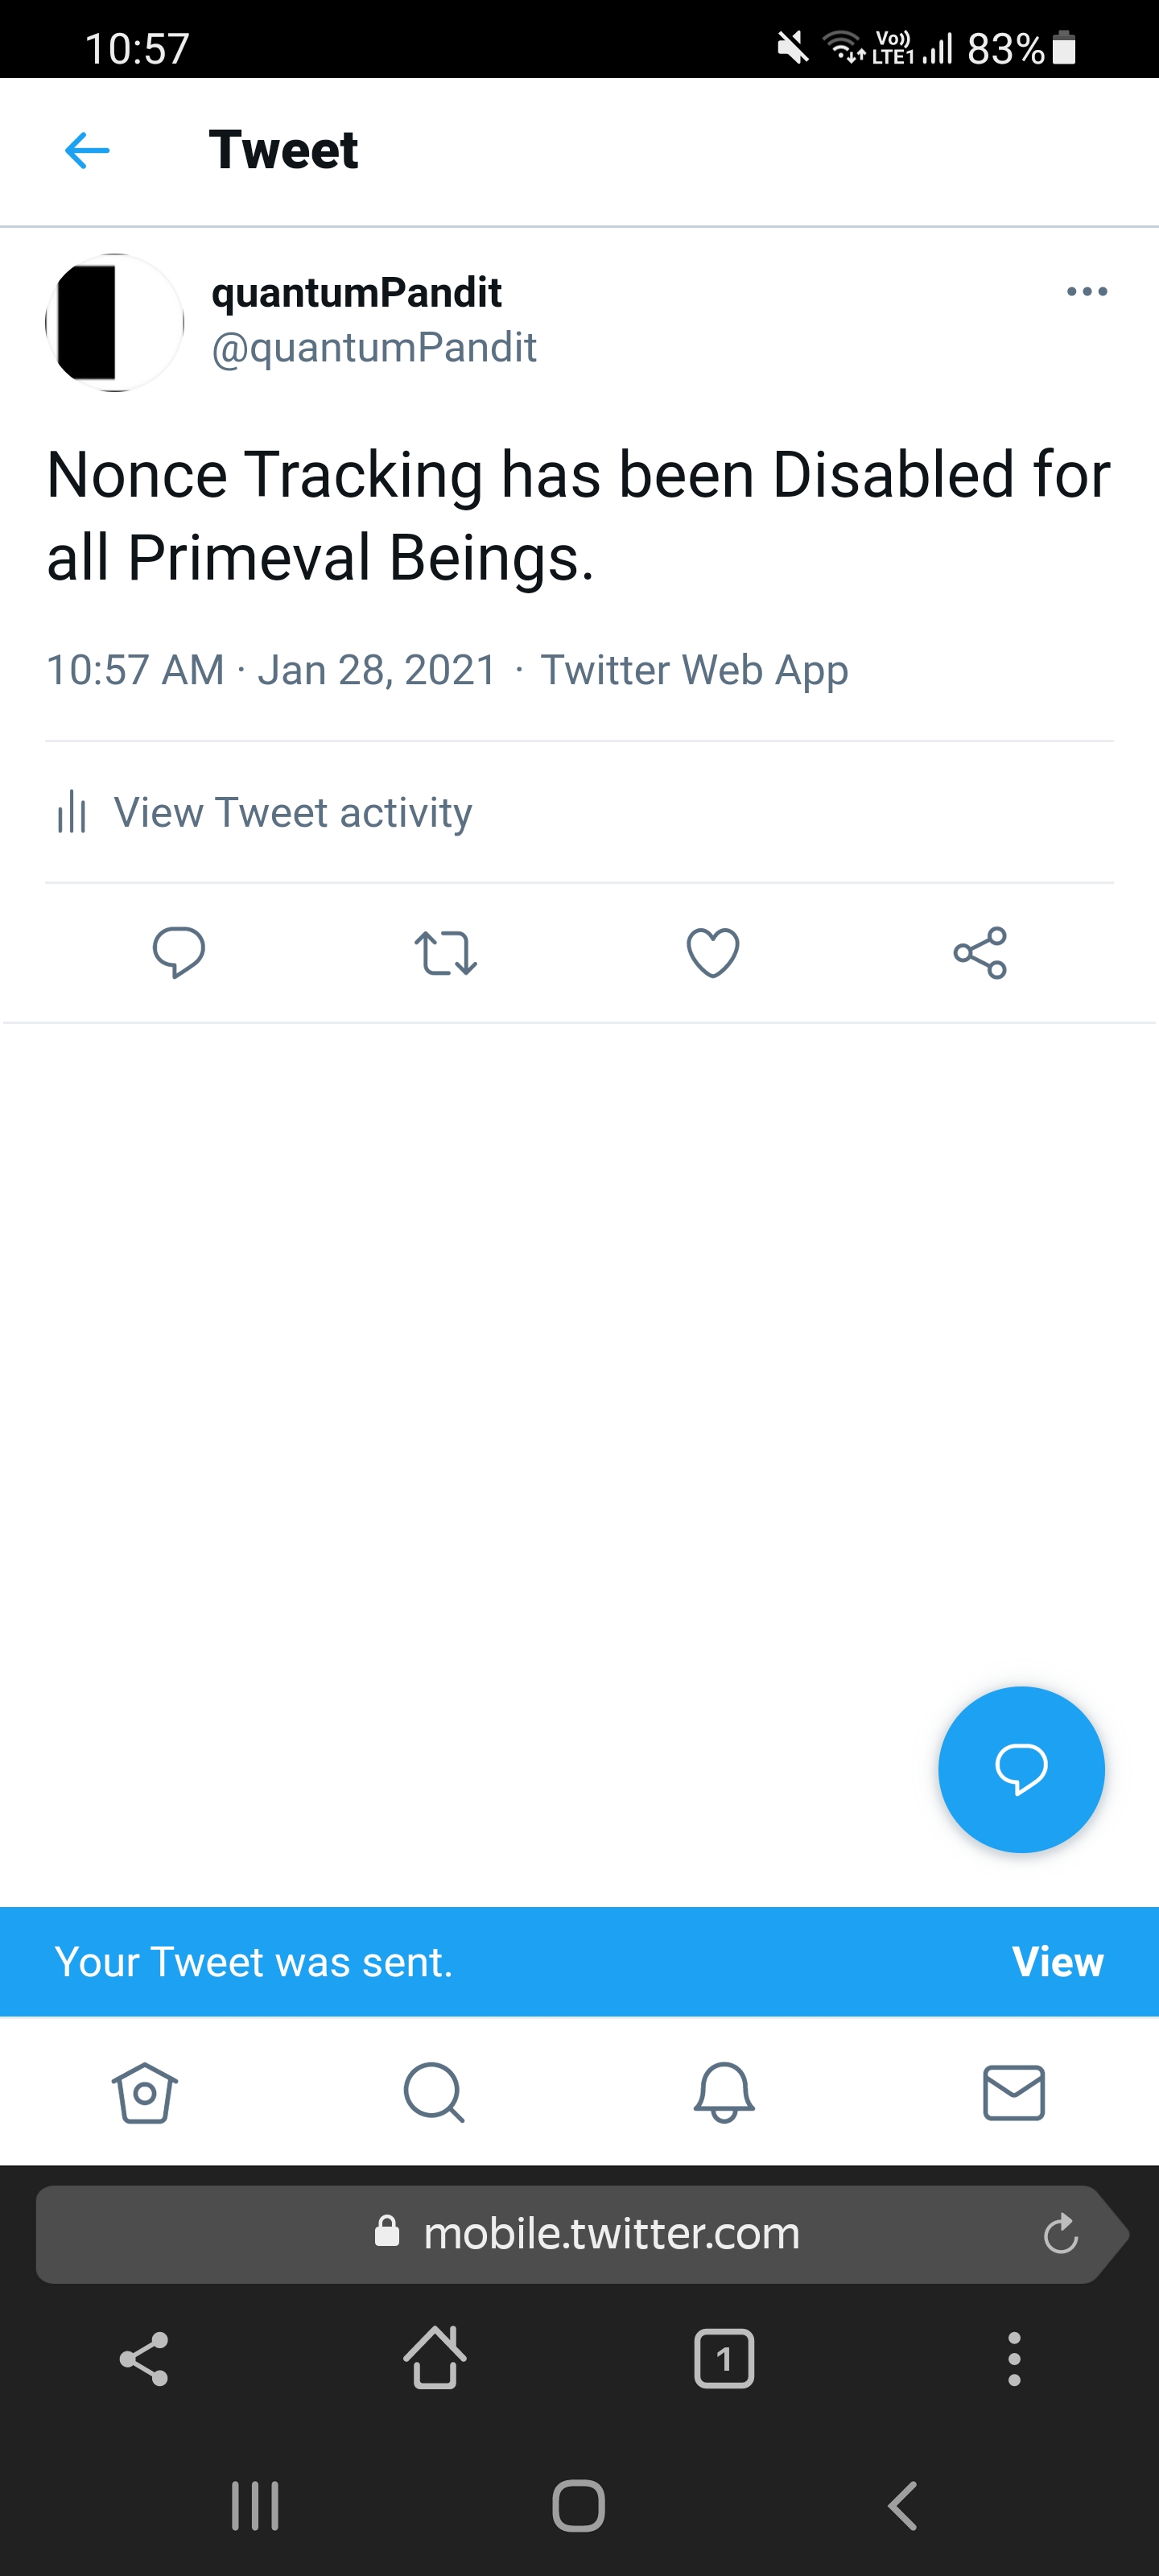 10:57
Vo)) LTE1 83%
Tweet
quantumPandit
@quantumPandit
Nonce Tracking has been Disabled for
all Primeval Beings.
10:57 AM · Jan 28, 2021 · Twitter Web App
View Tweet activity
Your Tweet was sent. View
mobile.twitter.com
1